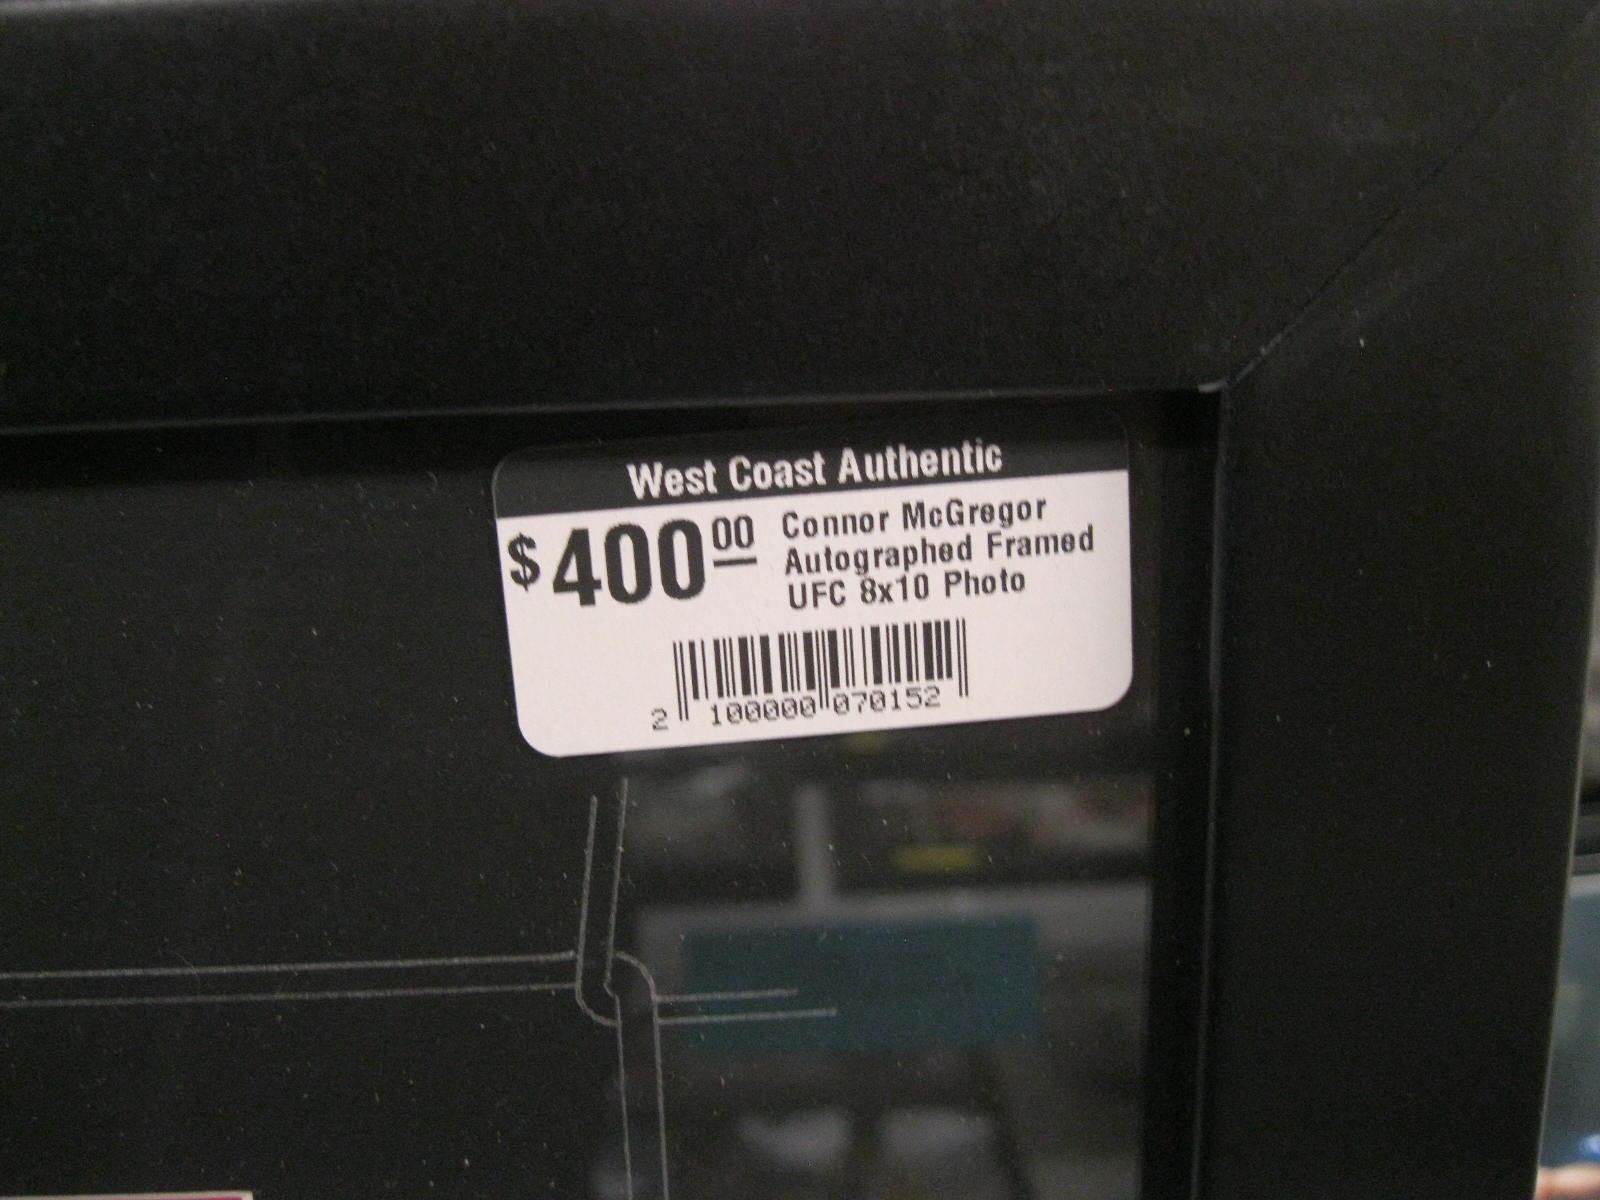 West Coast Authentic
$400.00
Connor McGregor
Autographed Framed
UFC 8x10 Photo
2 100000 070152